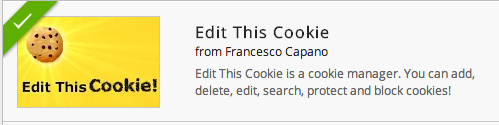 Edit This Cookie!
Edit This Cookie
from Francesco Capano
Edit This Cookie is a cookie manager. You can add,
delete, edit, search, protect and block cookies!